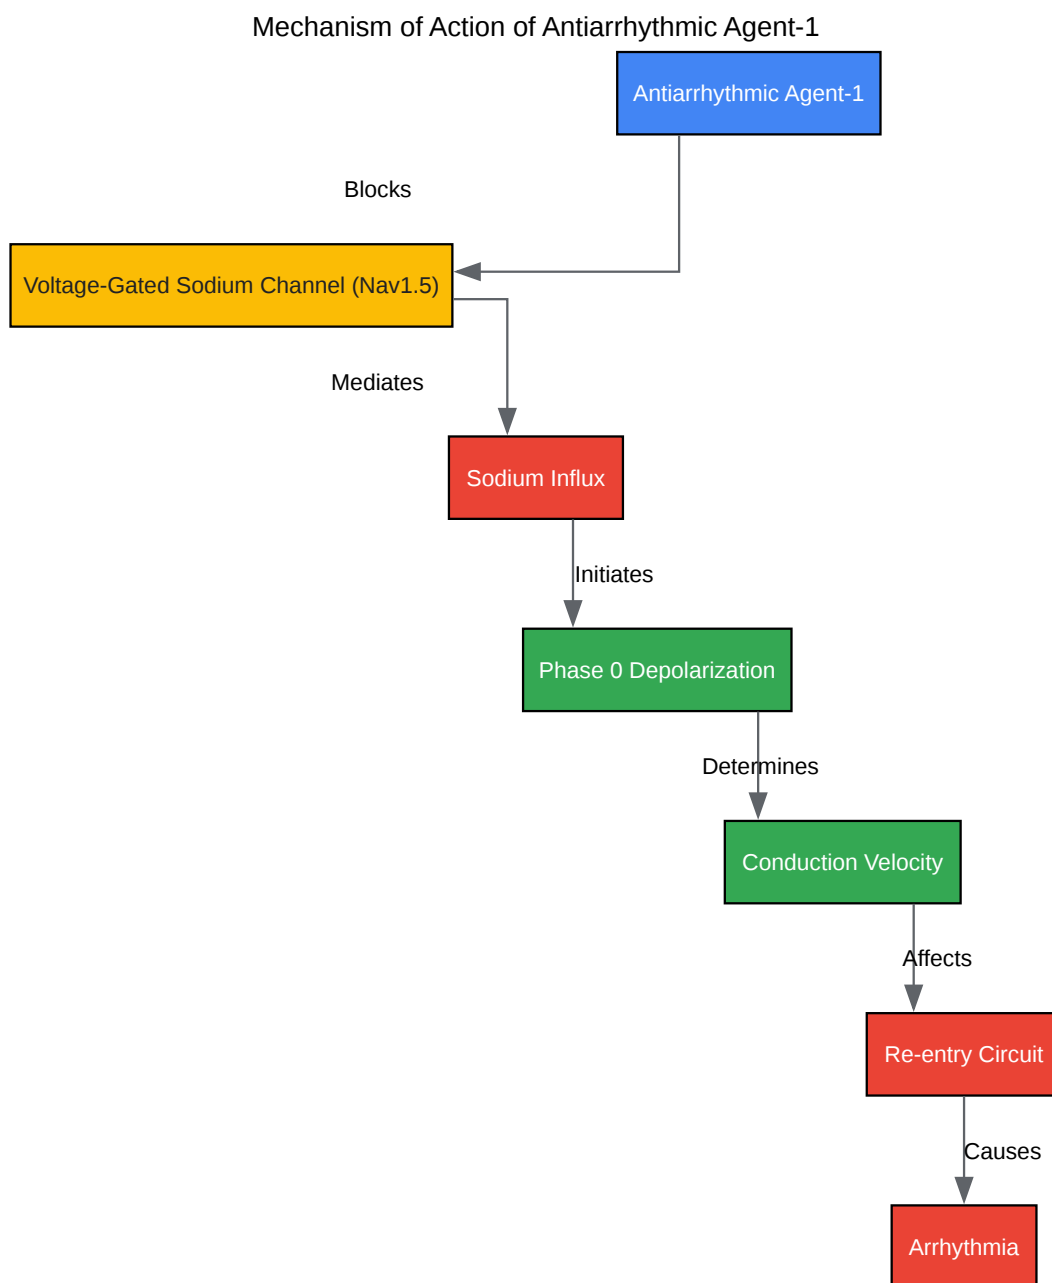 Mechanism of Action of Antiarrhythmic Agent-1
Antiarrhythmic Agent-1
Blocks
Voltage-Gated Sodium Channel (Nav1.5)
Mediates
Sodium Influx
Initiates
Phase 0 Depolarization
Determines
Conduction Velocity
Affects
Re-entry Circuit
Causes
Arrhythmia